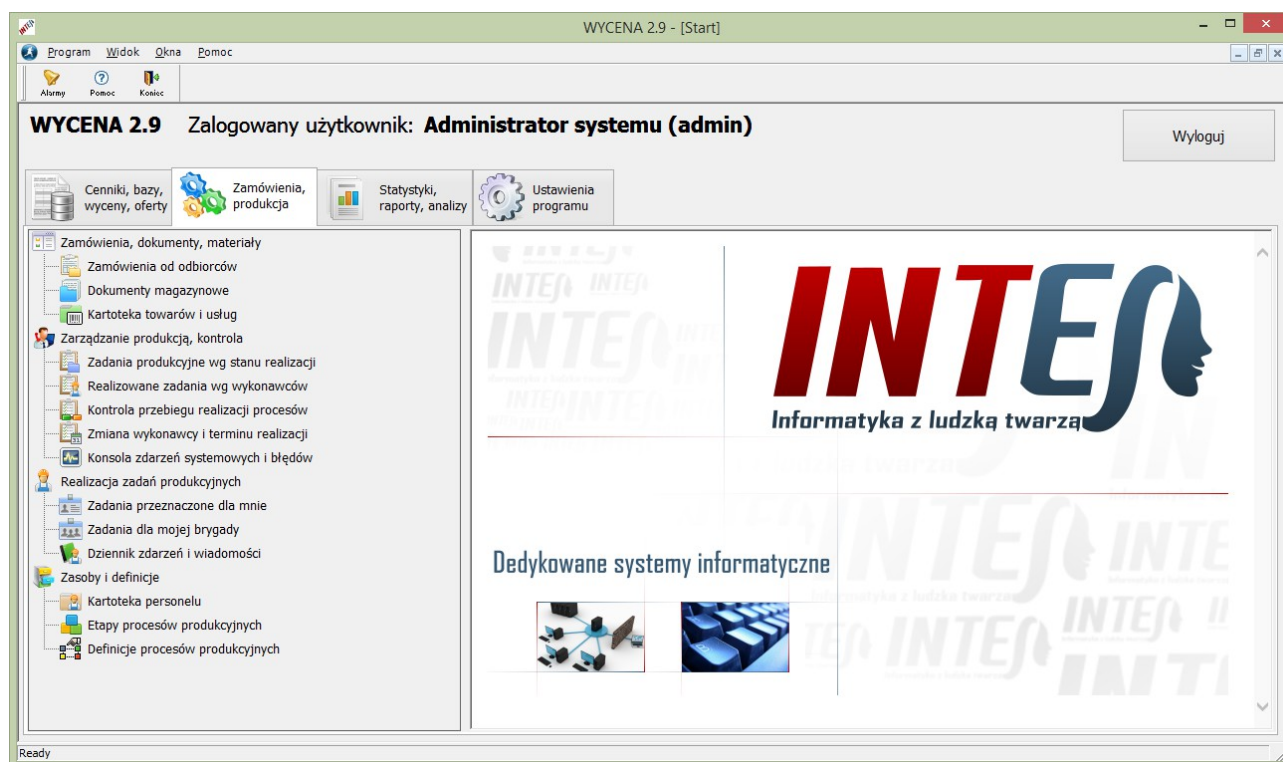 WYCENA 2.9 - [Start]
Program Widok Okna Pomoc
Alarmy Pomoc Koniec
WYCENA 2.9 Zalogowany użytkownik: Administrator systemu (admin)
Wyloguj
Cenniki, bazy,
wyceny, oferty
Zamówienia,
produkcja
Statystyki,
raporty, analizy
Ustawienia
programu
Zamówienia, dokumenty, materiały
Zamówienia od odbiorców
Dokumenty magazynowe
Kartoteka towarów i usług
Zarządzanie produkcją, kontrola
Zadania produkcyjne wg stanu realizacji
Realizowane zadania wg wykonawców
Kontrola przebiegu realizacji procesów
Zmiana wykonawcy i terminu realizacji
Konsola zdarzeń systemowych i błędów
Realizacja zadań produkcyjnych
Zadania przeznaczone dla mnie
Zadania dla mojej brygady
Dziennik zdarzeń i wiadomości
Zasoby i definicje
Kartoteka personelu
Etapy procesów produkcyjnych
Definicje procesów produkcyjnych
INTES
Informatyka z ludzką twarzą
Dedykowane systemy informatyczne
Ready